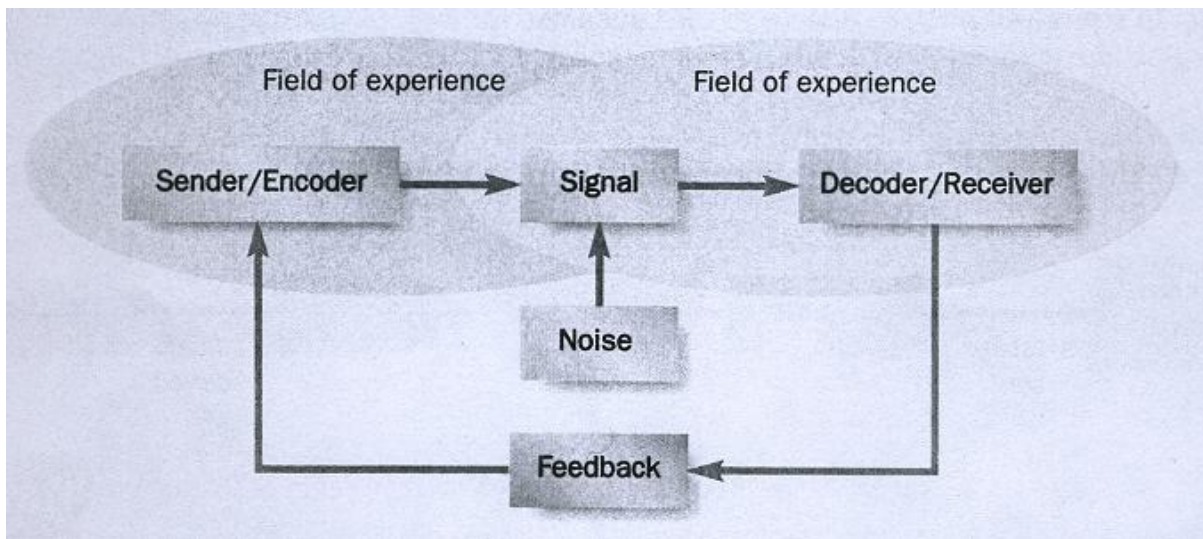 Field of experience
Field of experience
Sender/Encoder
Signal
Decoder/Receiver
Noise
Feedback